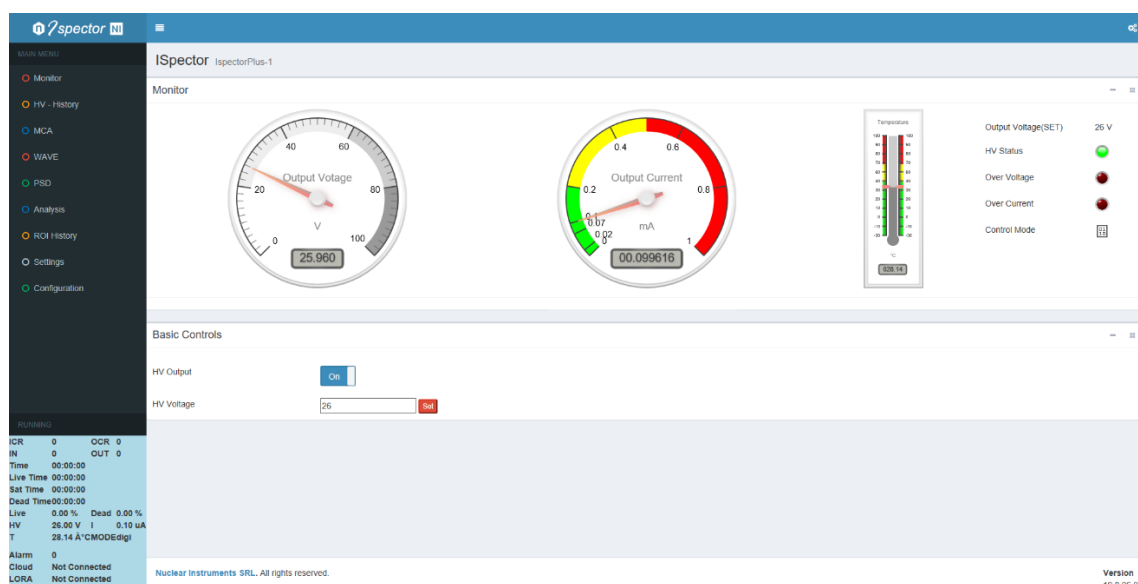 n ispector NI
MAIN MENU
Monitor
HV - History
MCA
WAVE
PSD
Analysis
ROI History
Settings
Configuration
RUNNING
ICR 0 OCR 0
IN 0 OUT 0
Time 00:00:00
Live Time 00:00:00
Sat Time 00:00:00
Dead Time00:00:00
Live 0.00 % Dead 0.00 %
HV 26.00 V I 0.10 uA
T 28.14 Â°CMODEdigi
Alarm 0
Cloud Not Connected
LORA Not Connected
ISpector IspectorPlus-1
Monitor
40 60
Output Votage
20 80
V
0 100
25.960
0.4 0.6
Output Current
0.2 0.8
0.1
0.07
mA
0.02
0 1
00.099616
Temperature
°C
028.14
Output Voltage(SET) 26 V
HV Status
Over Voltage
Over Current
Control Mode
Basic Controls
HV Output On
HV Voltage 26 Set
Nuclear Instruments SRL. All rights reserved.
Version